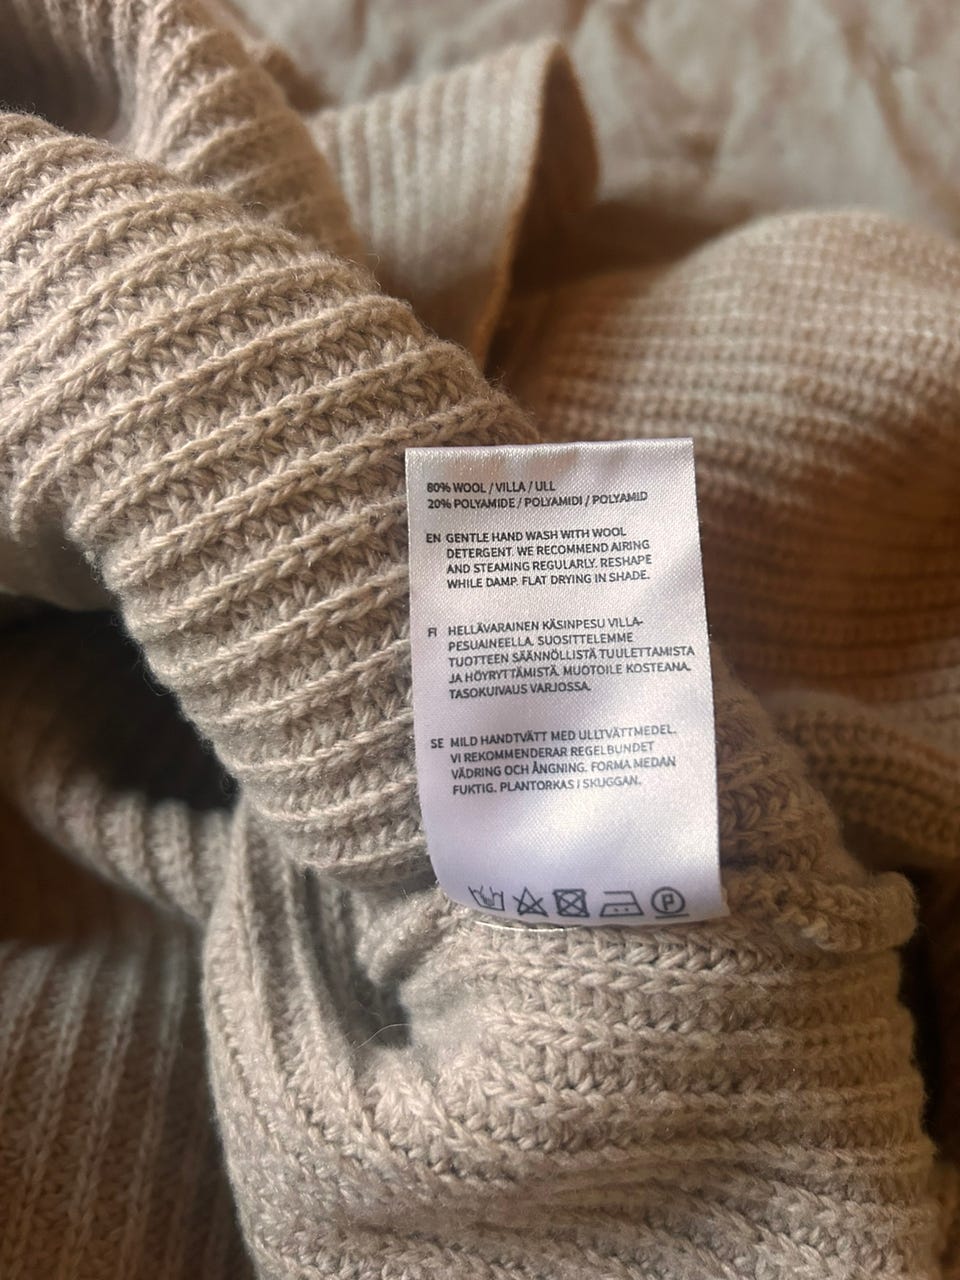 80% WOOL / VILLA / ULL
20% POLYAMIDE / POLYAMIDI / POLYAMID
EN GENTLE HAND WASH WITH WOOL
DETERGENT. WE RECOMMEND AIRING
AND STEAMING REGULARLY. RESHAPE
WHILE DAMP. FLAT DRYING IN SHADE.
FI HELLÄVARAINEN KÄSINPESU VILLA-
PESUAINEELLA. SUOSITTELEMME
TUOTTEEN SÄÄNNÖLLISTÄ TUULETTAMISTA
JA HÖYRYTTÄMISTÄ. MUOTOILE KOSTEANA.
TASOKUIVAUS VARJOSSA.
SE MILD HANDTVÄTT MED ULLTVÄTTMEDEL.
VI REKOMMENDERAR REGELBUNDET
VÄDRING OCH ÅNGNING. FORMA MEDAN
FUKTIG. PLANTORKAS I SKUGGAN.
P